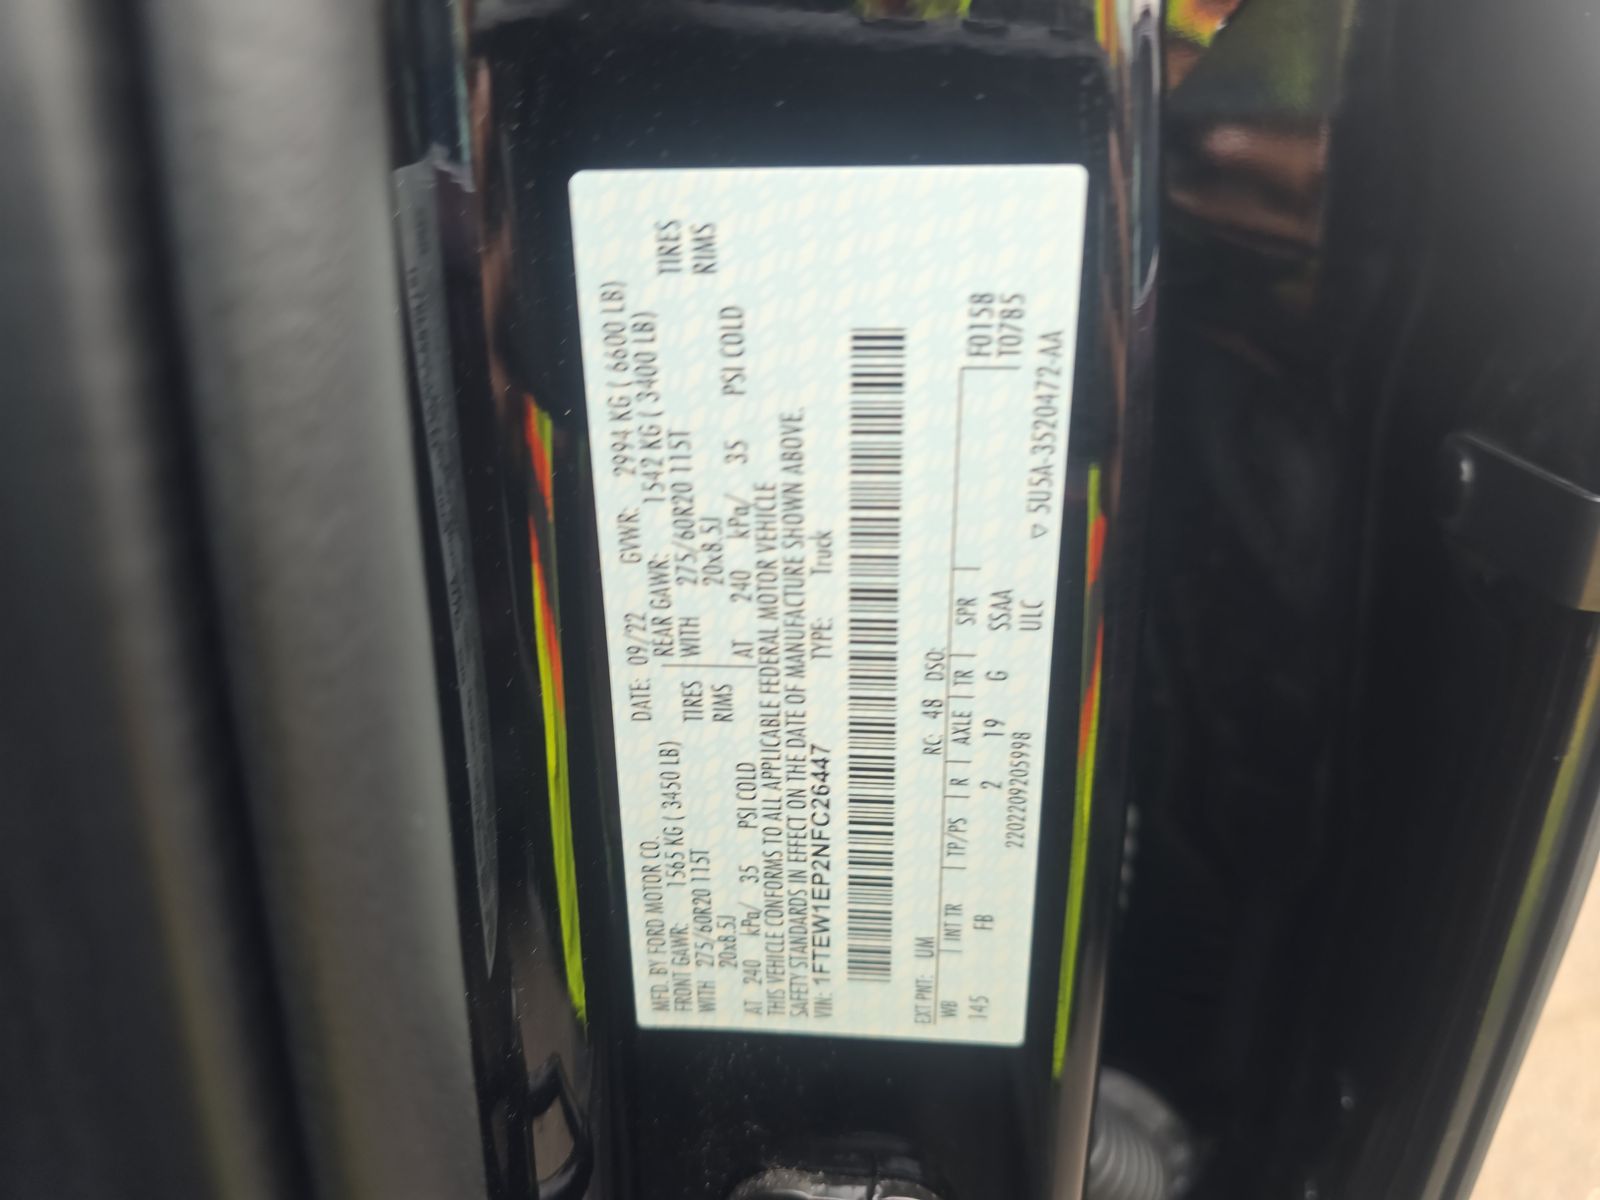 MFD. BY FORD MOTOR CO. DATE: 09/22 GVWR: 2994 KG ( 6600 LB)
FRONT GAWR: 1565 KG ( 3450 LB) REAR GAWR: 1542 KG ( 3400 LB)
WITH 275/60R20 115T TIRES WITH 275/60R20 115T TIRES
20x8.5J RIMS 20x8.5J RIMS
AT 240 kPa/ 35 PSI COLD AT 240 kPa/ 35 PSI COLD
THIS VEHICLE CONFORMS TO ALL APPLICABLE FEDERAL MOTOR VEHICLE
SAFETY STANDARDS IN EFFECT ON THE DATE OF MANUFACTURE SHOWN ABOVE.
VIN: 1FTEW1EP2NFC26447 TYPE: Truck
EXT PNT: UM RC: 48 DSO:
WB INT TR TP/PS R AXLE TR SPR F0158
145 FB 2 19 G SSAA T0785
2202209205998 ULC ▽ 5U5A-3520472-AA